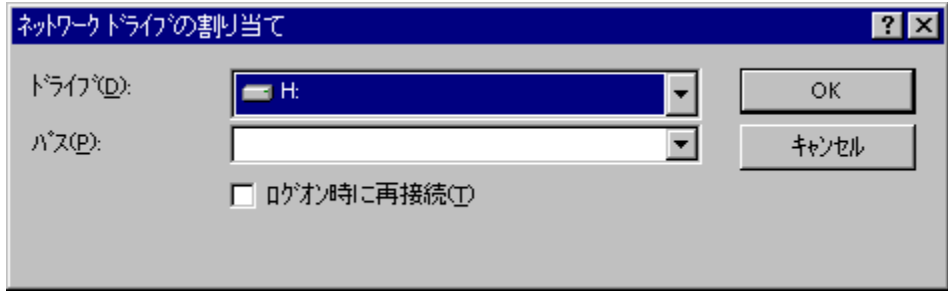 ﾈｯﾄﾜｰｸ ﾄﾞﾗｲﾌﾞの割り当て
ﾄﾞﾗｲﾌﾞ(D):
H:
OK
ﾊﾟｽ(P):
ｷｬﾝｾﾙ
ﾛｸﾞｵﾝ時に再接続(T)